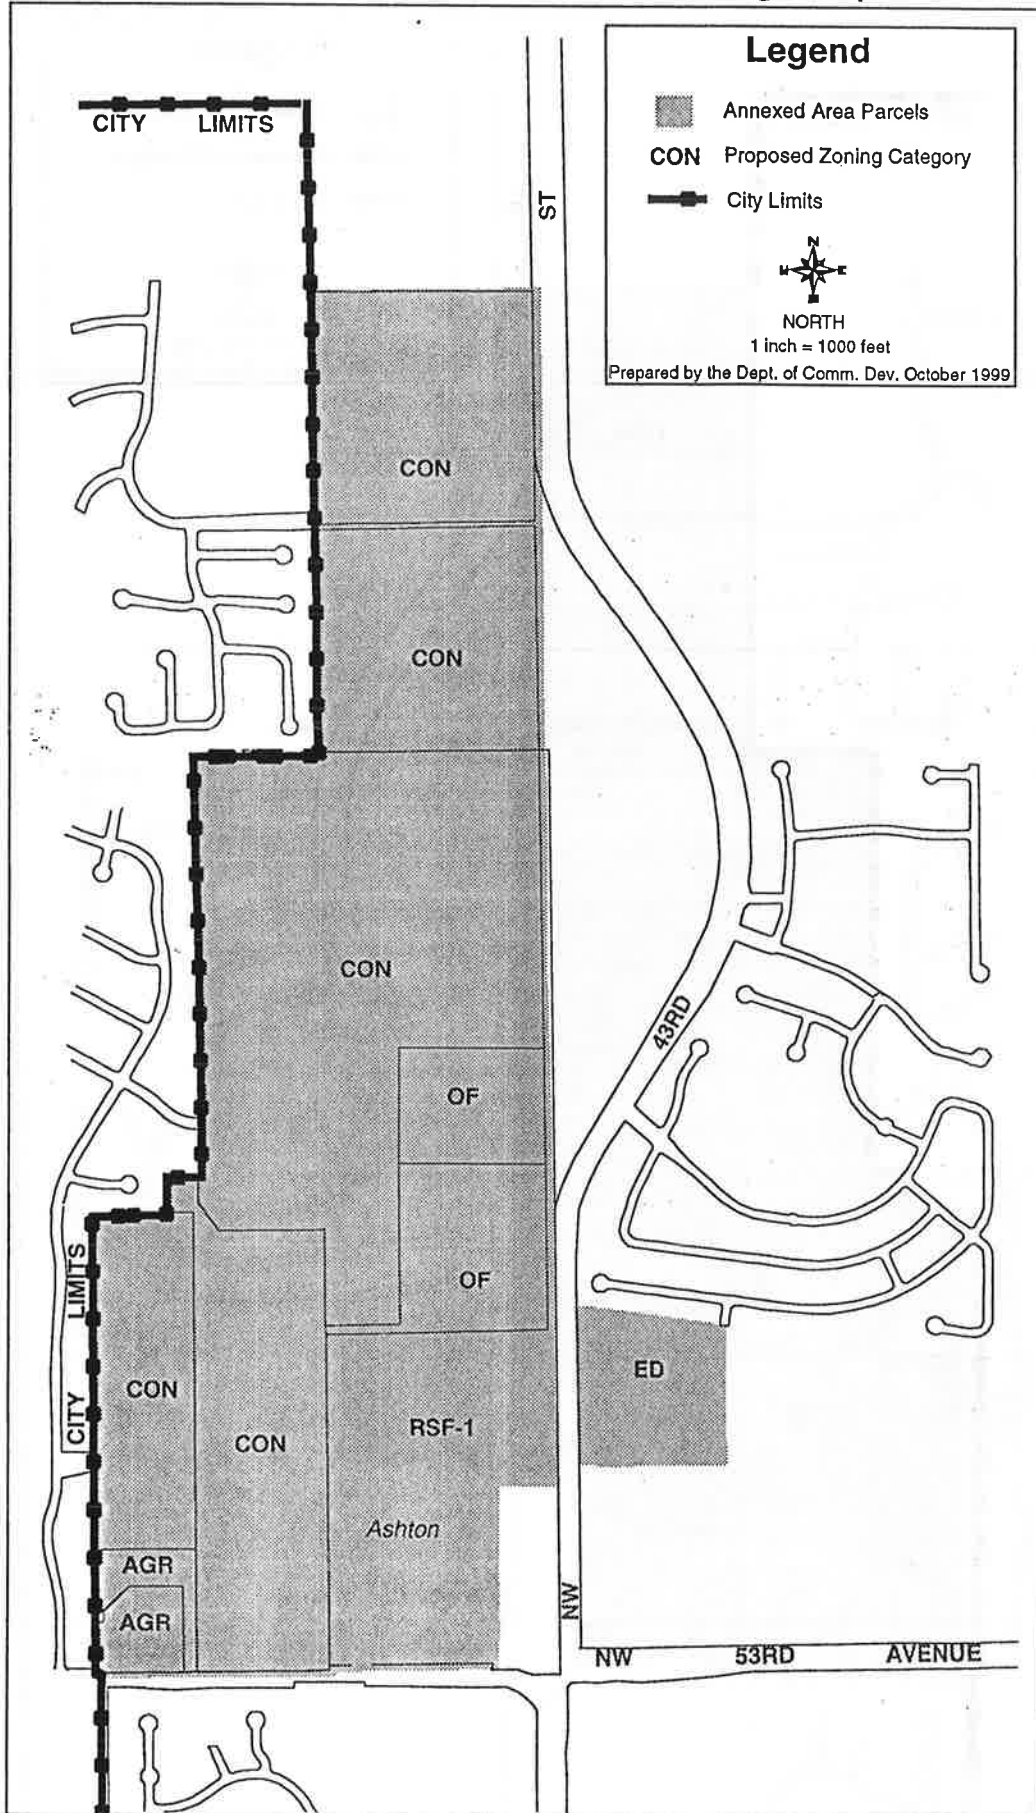 Legend
Annexed Area Parcels
CON Proposed Zoning Category
City Limits
N
W E
NORTH
1 inch = 1000 feet
Prepared by the Dept. of Comm. Dev. October 1999
CITY LIMITS
ST
CON
CON
CON
43RD
OF
OF
CITY LIMITS
CON
CON
RSF-1
ED
Ashton
AGR
AGR
NW
NW 53RD AVENUE